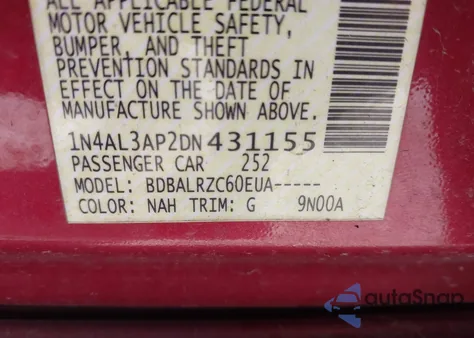 ALL APPLICABLE FEDERAL
MOTOR VEHICLE SAFETY,
BUMPER, AND THEFT
PREVENTION STANDARDS IN
EFFECT ON THE DATE OF
MANUFACTURE SHOWN ABOVE.
1N4AL3AP2DN431155
PASSENGER CAR 252
MODEL: BDBALRZC60EUA-----
COLOR: NAH TRIM: G 9N00A
autoSnap